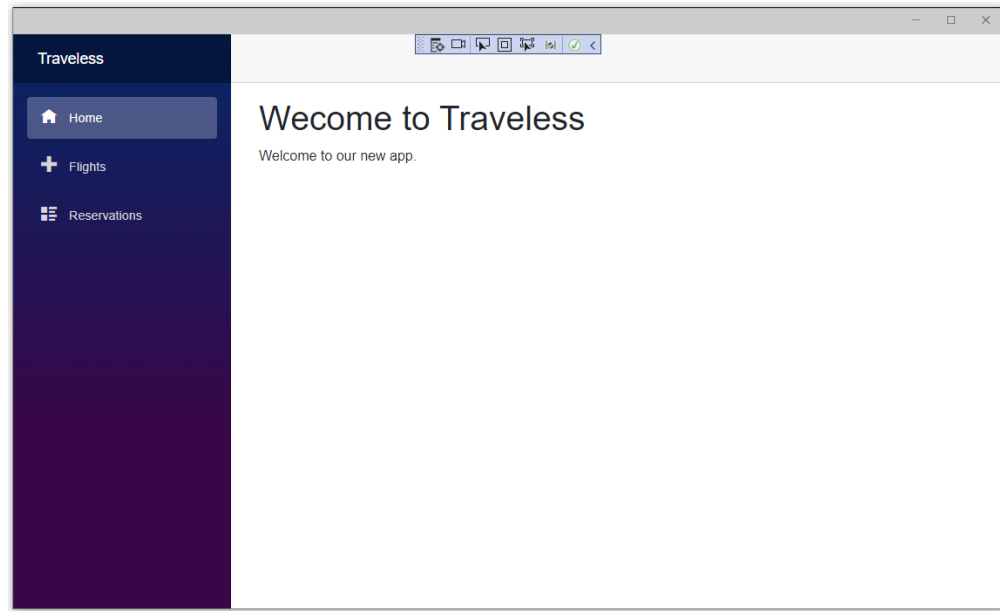 Traveless
Home
Flights
Reservations
Wecome to Traveless
Welcome to our new app.